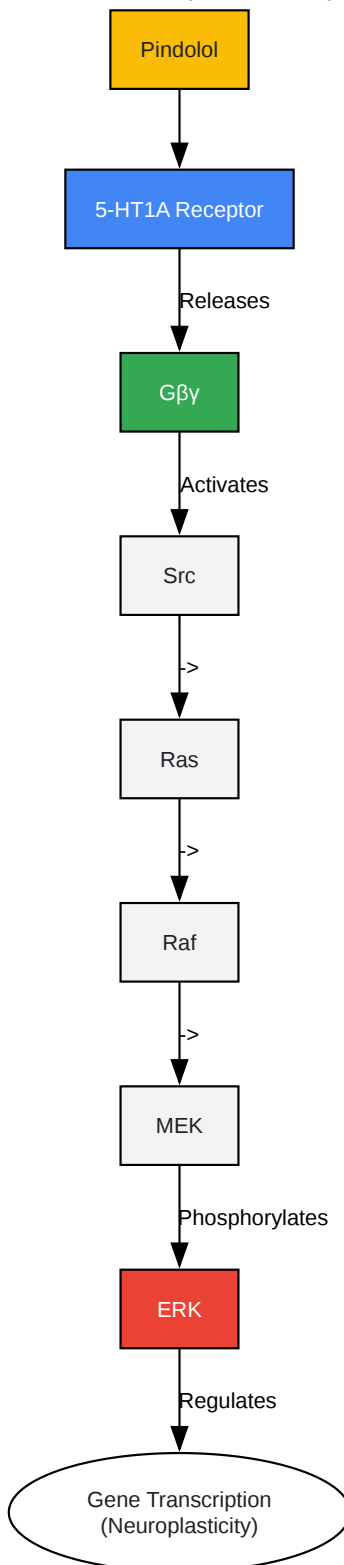 Pindolol
5-HT1A Receptor
Releases
Gβγ
Activates
Src
->
Ras
->
Raf
->
MEK
Phosphorylates
ERK
Regulates
Gene Transcription
(Neuroplasticity)